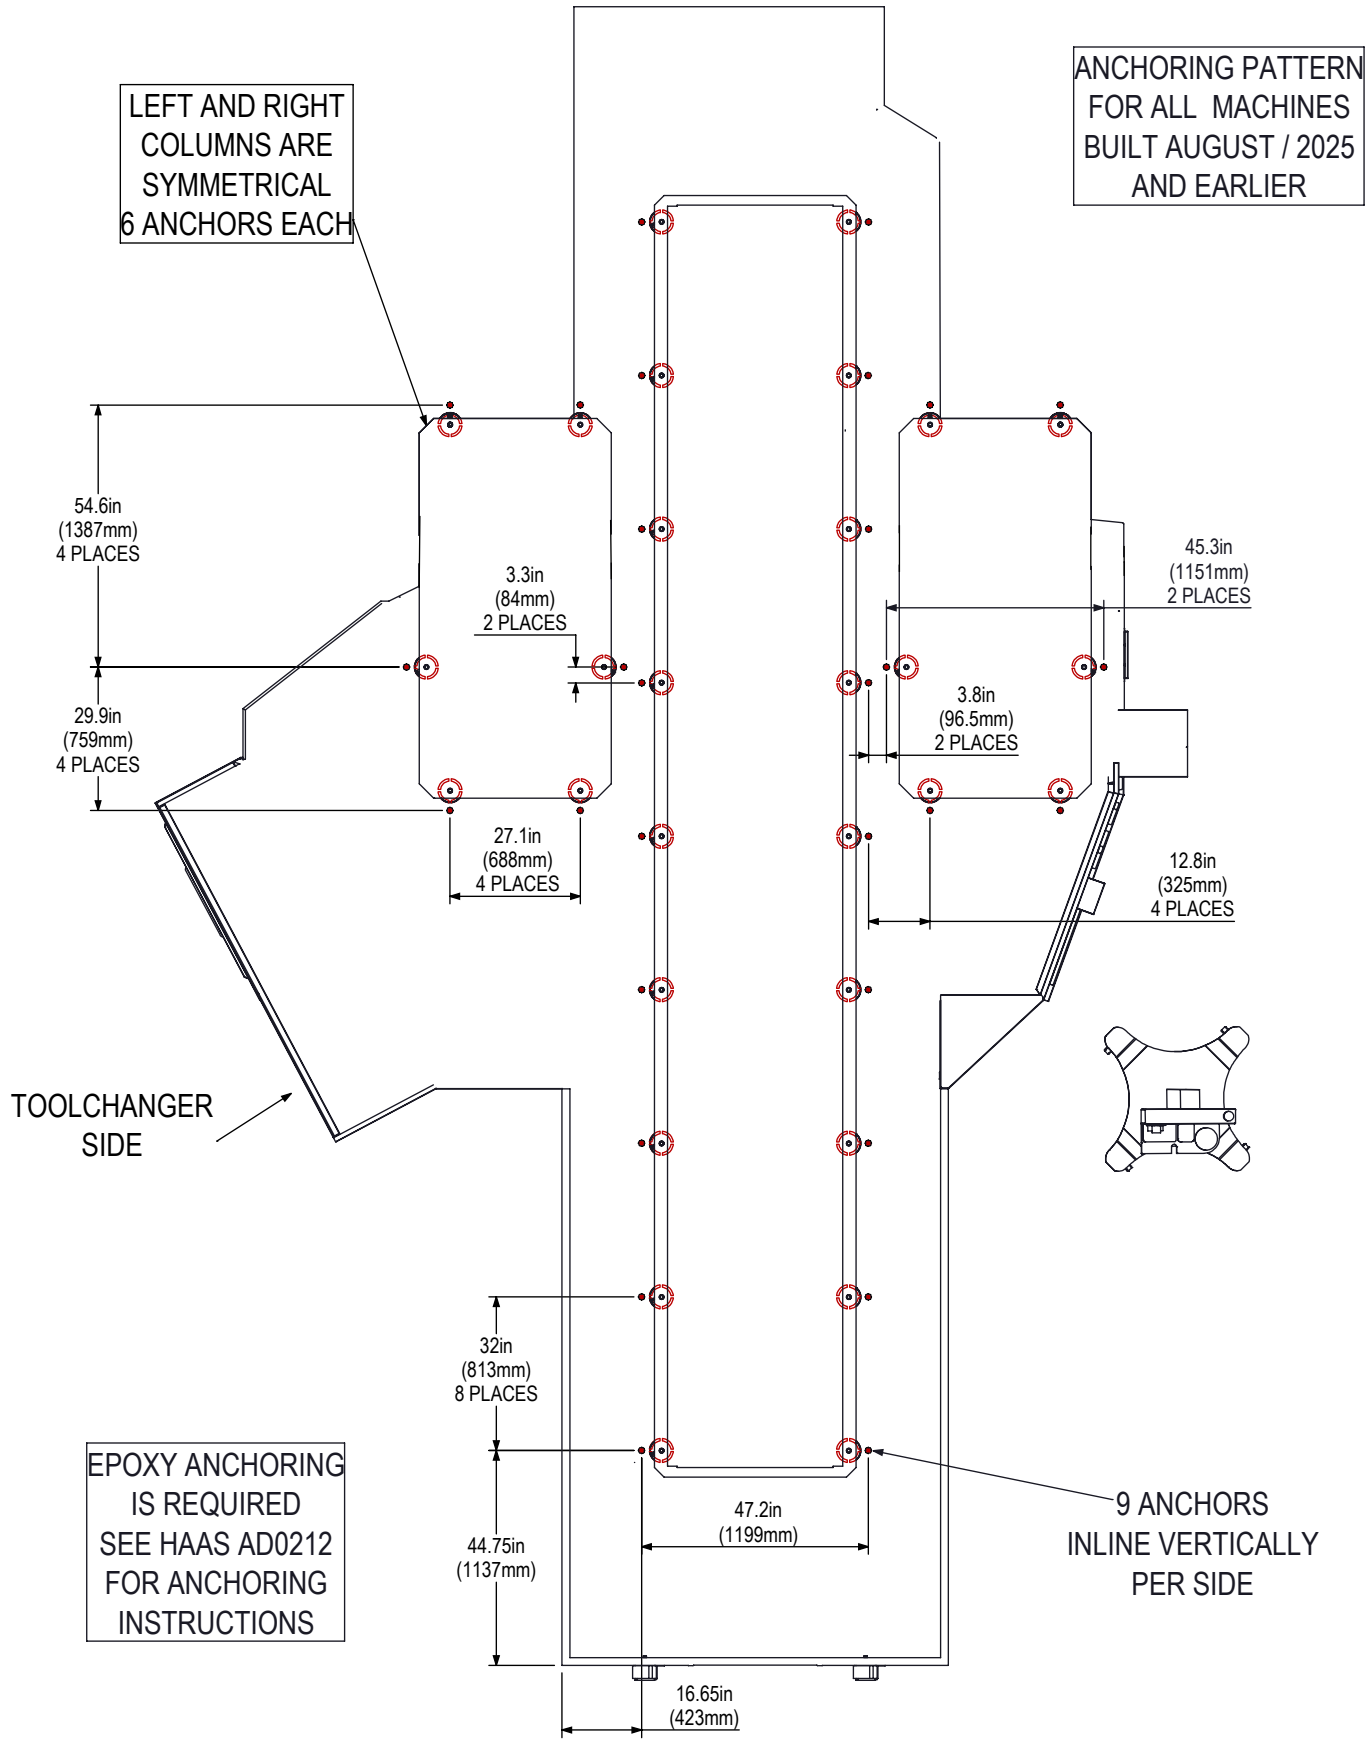 LEFT AND RIGHT
COLUMNS ARE
SYMMETRICAL
6 ANCHORS EACH
ANCHORING PATTERN
FOR ALL MACHINES
BUILT AUGUST / 2025
AND EARLIER
54.6in
(1387mm)
4 PLACES
3.3in
(84mm)
2 PLACES
45.3in
(1151mm)
2 PLACES
29.9in
(759mm)
4 PLACES
3.8in
(96.5mm)
2 PLACES
27.1in
(688mm)
4 PLACES
12.8in
(325mm)
4 PLACES
TOOLCHANGER
SIDE
32in
(813mm)
8 PLACES
EPOXY ANCHORING
IS REQUIRED
SEE HAAS AD0212
FOR ANCHORING
INSTRUCTIONS
44.75in
(1137mm)
47.2in
(1199mm)
9 ANCHORS
INLINE VERTICALLY
PER SIDE
16.65in
(423mm)